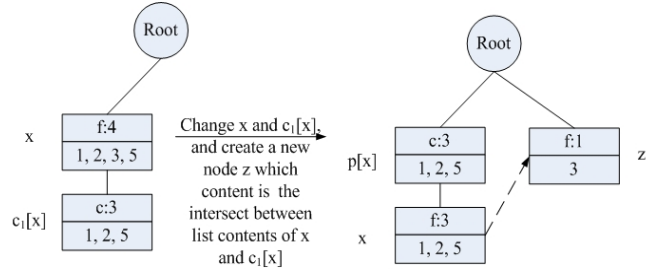 Root
f:4
x
1, 2, 3, 5
c:3
c1[x]
1, 2, 5
Change x and c1[x],
and create a new
node z which
content is the
intersect between
list contents of x
and c1[x]
Root
c:3
p[x]
1, 2, 5
f:1
3
z
f:3
x
1, 2, 5